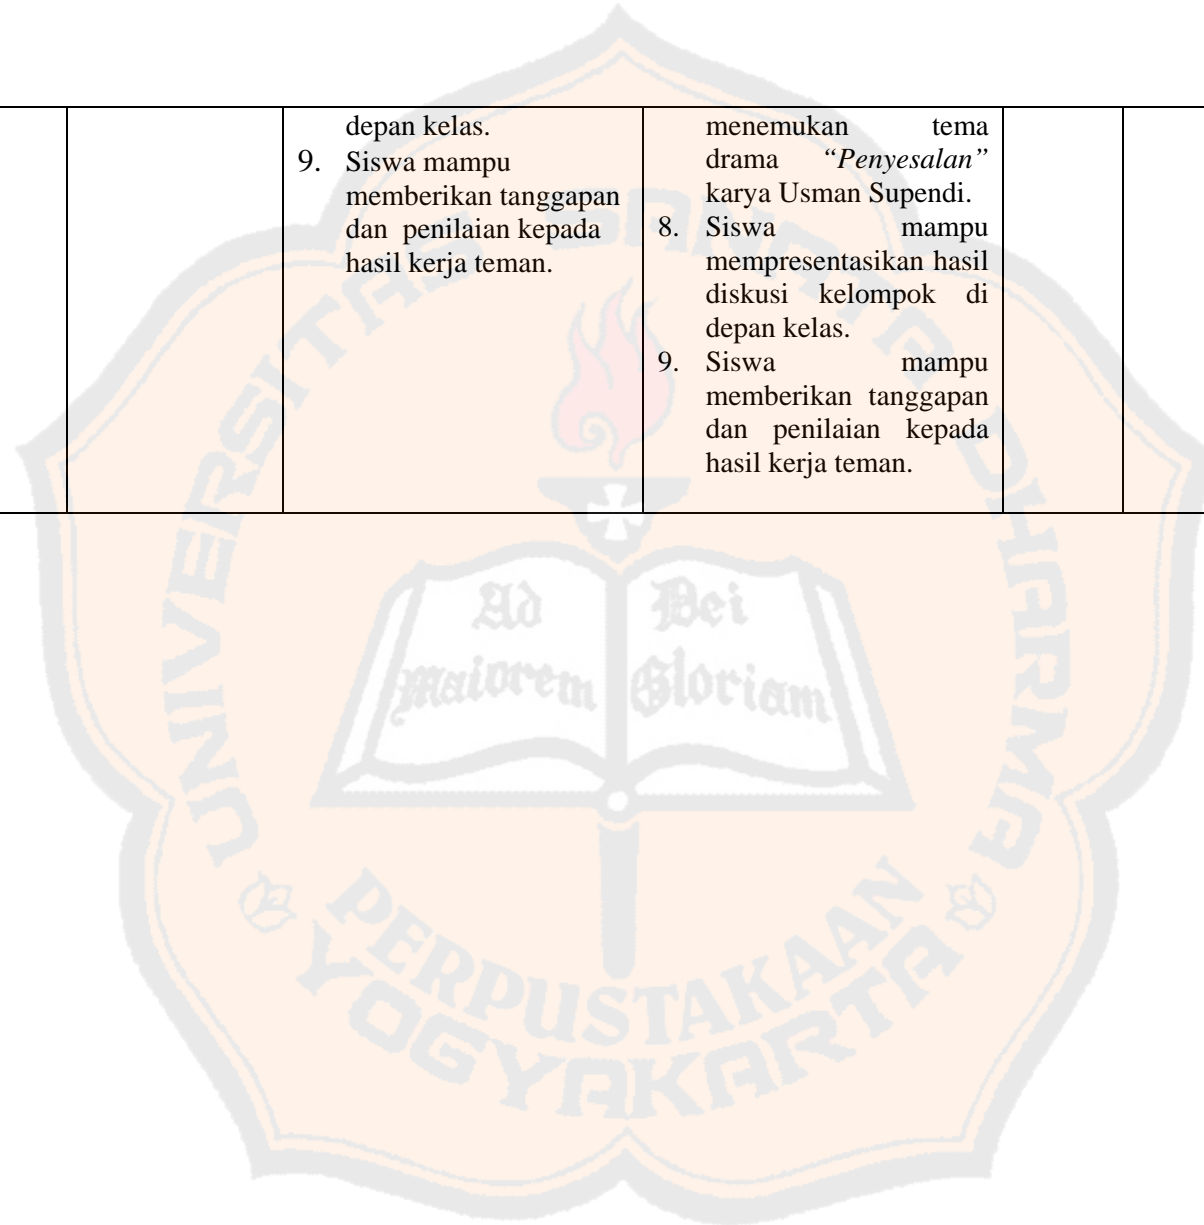 depan kelas.
9. Siswa mampu
memberikan tanggapan
dan penilaian kepada
hasil kerja teman.
menemukan tema
drama “Penyesalan”
karya Usman Supendi.
8. Siswa mampu
mempresentasikan hasil
diskusi kelompok di
depan kelas.
9. Siswa mampu
memberikan tanggapan
dan penilaian kepada
hasil kerja teman.
UNIVERSITAS SANATA DHARMA
Ad
Maiorem
Dei
Gloriam
PERPUSTAKAAN
YOGYAKARTA